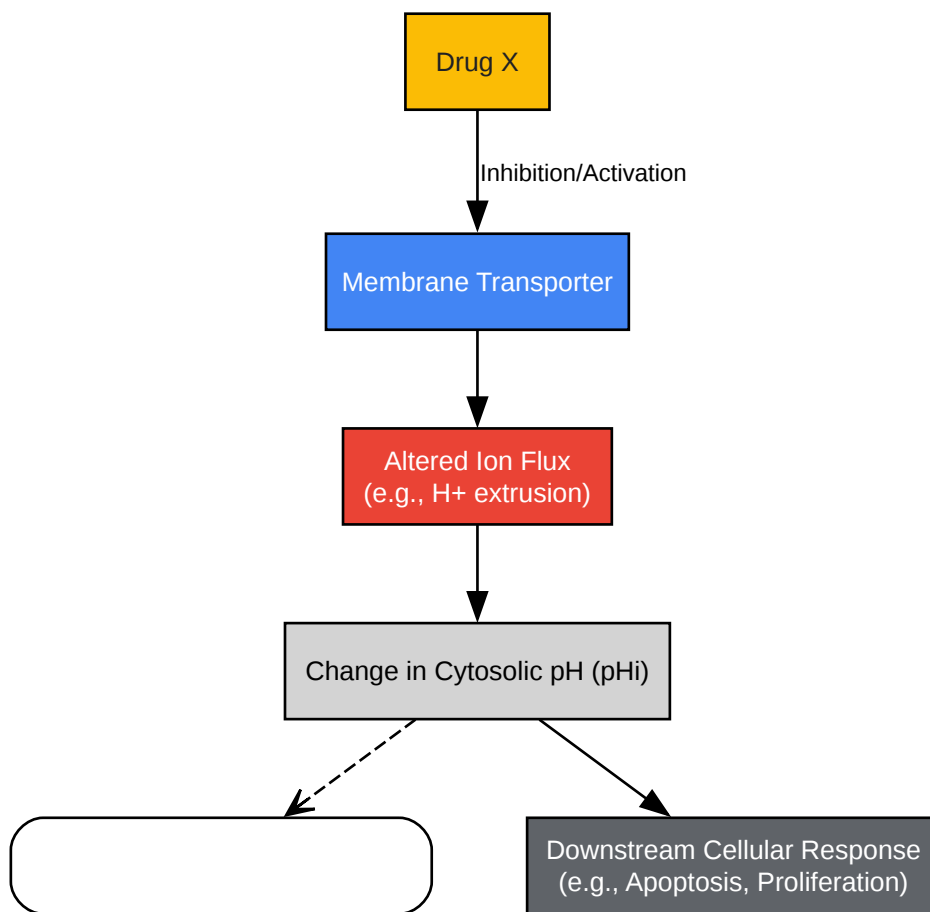 Drug X
Inhibition/Activation
Membrane Transporter
Altered Ion Flux
(e.g., H+ extrusion)
Change in Cytosolic pH (pHi)
Downstream Cellular Response
(e.g., Apoptosis, Proliferation)